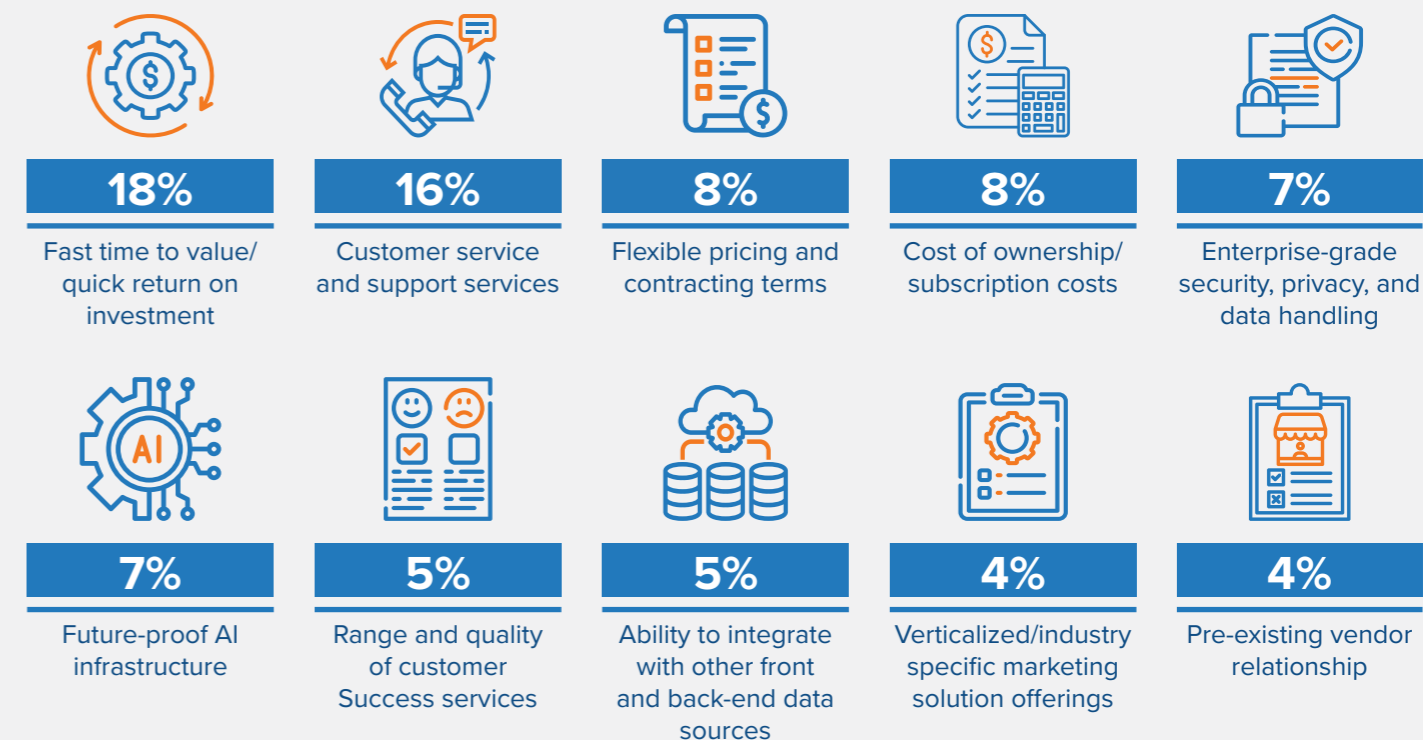 18%
Fast time to value/
quick return on
investment
16%
Customer service
and support services
8%
Flexible pricing and
contracting terms
8%
Cost of ownership/
subscription costs
7%
Enterprise-grade
security, privacy, and
data handling
AI
7%
Future-proof AI
infrastructure
5%
Range and quality
of customer
Success services
5%
Ability to integrate
with other front
and back-end data
sources
4%
Verticalized/industry
specific marketing
solution offerings
4%
Pre-existing vendor
relationship